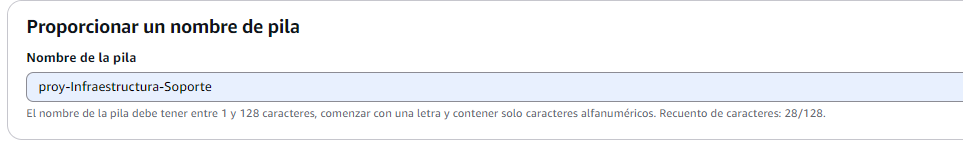 Proporcionar un nombre de pila
Nombre de la pila
proy-Infraestructura-Soporte
El nombre de la pila debe tener entre 1 y 128 caracteres, comenzar con una letra y contener solo caracteres alfanuméricos. Recuento de caracteres: 28/128.